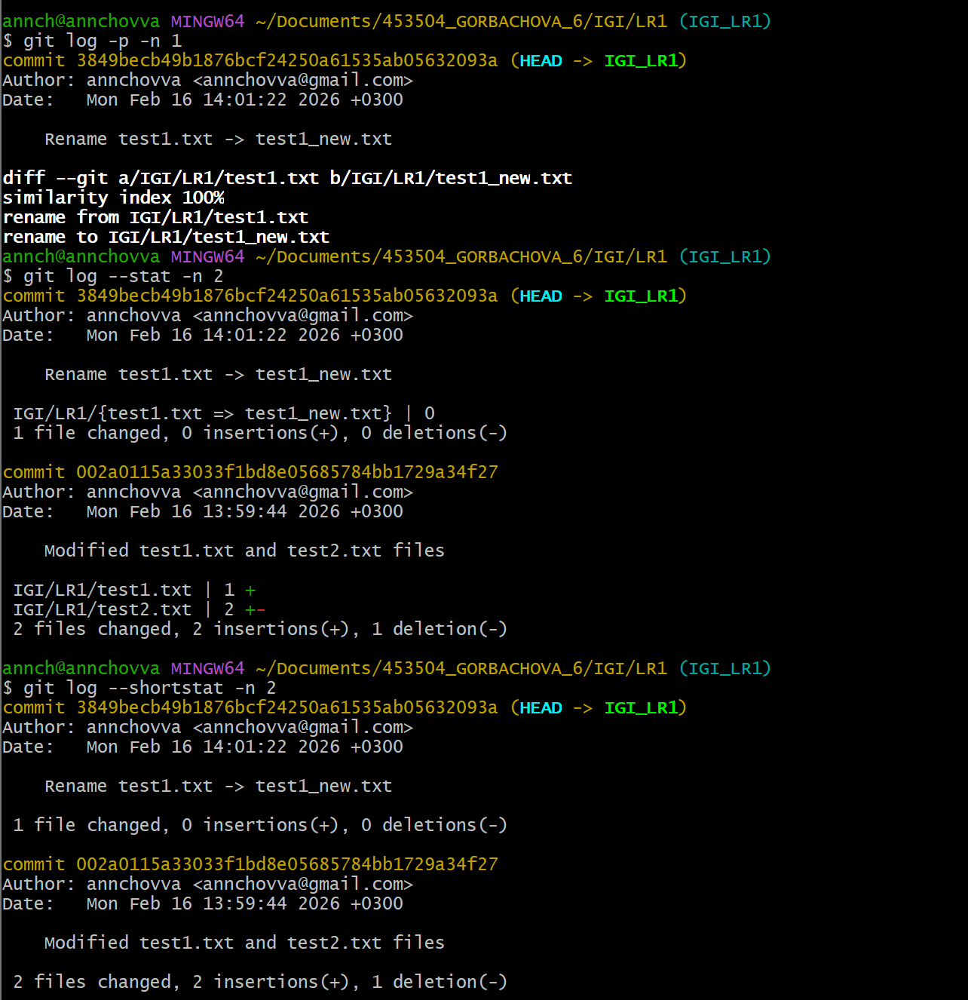 annch@annchovva MINGW64 ~/Documents/453504_GORBACHOVA_6/IGI/LR1 (IGI_LR1)
$ git log -p -n 1
commit 3849becb49b1876bcf24250a61535ab05632093a (HEAD -> IGI_LR1)
Author: annchovva <annchovva@gmail.com>
Date:   Mon Feb 16 14:01:22 2026 +0300

    Rename test1.txt -> test1_new.txt

diff --git a/IGI/LR1/test1.txt b/IGI/LR1/test1_new.txt
similarity index 100%
rename from IGI/LR1/test1.txt
rename to IGI/LR1/test1_new.txt
annch@annchovva MINGW64 ~/Documents/453504_GORBACHOVA_6/IGI/LR1 (IGI_LR1)
$ git log --stat -n 2
commit 3849becb49b1876bcf24250a61535ab05632093a (HEAD -> IGI_LR1)
Author: annchovva <annchovva@gmail.com>
Date:   Mon Feb 16 14:01:22 2026 +0300

    Rename test1.txt -> test1_new.txt

 IGI/LR1/{test1.txt => test1_new.txt} | 0
 1 file changed, 0 insertions(+), 0 deletions(-)

commit 002a0115a33033f1bd8e05685784bb1729a34f27
Author: annchovva <annchovva@gmail.com>
Date:   Mon Feb 16 13:59:44 2026 +0300

    Modified test1.txt and test2.txt files

 IGI/LR1/test1.txt | 1 +
 IGI/LR1/test2.txt | 2 +-
 2 files changed, 2 insertions(+), 1 deletion(-)

annch@annchovva MINGW64 ~/Documents/453504_GORBACHOVA_6/IGI/LR1 (IGI_LR1)
$ git log --shortstat -n 2
commit 3849becb49b1876bcf24250a61535ab05632093a (HEAD -> IGI_LR1)
Author: annchovva <annchovva@gmail.com>
Date:   Mon Feb 16 14:01:22 2026 +0300

    Rename test1.txt -> test1_new.txt

 1 file changed, 0 insertions(+), 0 deletions(-)

commit 002a0115a33033f1bd8e05685784bb1729a34f27
Author: annchovva <annchovva@gmail.com>
Date:   Mon Feb 16 13:59:44 2026 +0300

    Modified test1.txt and test2.txt files

 2 files changed, 2 insertions(+), 1 deletion(-)